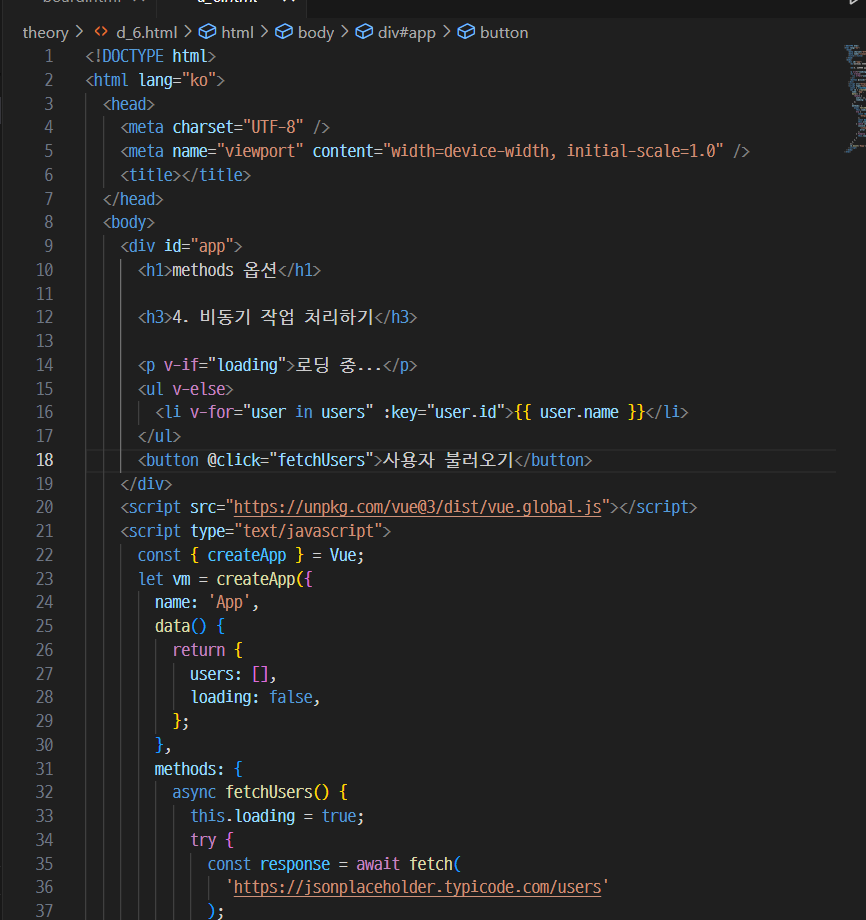 theory > d_6.html > html > body > div#app > button
1 <!DOCTYPE html>
2 <html lang="ko">
3 <head>
4 <meta charset="UTF-8" />
5 <meta name="viewport" content="width=device-width, initial-scale=1.0" />
6 <title></title>
7 </head>
8 <body>
9 <div id="app">
10 <h1>methods 옵션</h1>
11
12 <h3>4. 비동기 작업 처리하기</h3>
13
14 <p v-if="loading">로딩 중...</p>
15 <ul v-else>
16 <li v-for="user in users" :key="user.id">{{ user.name }}</li>
17 </ul>
18 <button @click="fetchUsers">사용자 불러오기</button>
19 </div>
20 <script src="https://unpkg.com/vue@3/dist/vue.global.js"></script>
21 <script type="text/javascript">
22 const { createApp } = Vue;
23 let vm = createApp({
24 name: 'App',
25 data() {
26 return {
27 users: [],
28 loading: false,
29 };
30 },
31 methods: {
32 async fetchUsers() {
33 this.loading = true;
34 try {
35 const response = await fetch(
36 'https://jsonplaceholder.typicode.com/users'
37 );